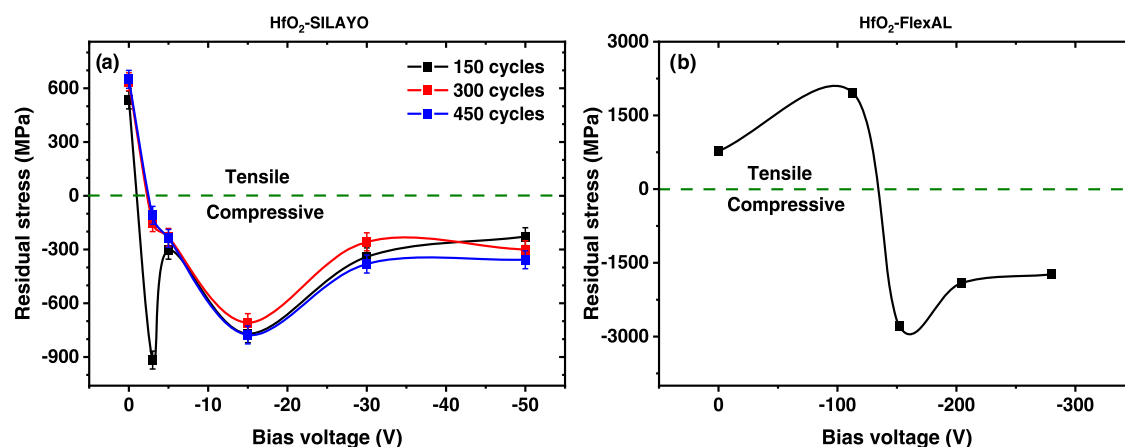 HfO₂-SILAYO
(a)
150 cycles
300 cycles
450 cycles
Tensile
Compressive
600
300
0
-300
-600
-900
Residual stress (MPa)
0 -10 -20 -30 -40 -50
Bias voltage (V)
HfO₂-FlexAL
(b)
Tensile
Compressive
3000
1500
0
-1500
-3000
Residual stress (MPa)
0 -100 -200 -300
Bias voltage (V)